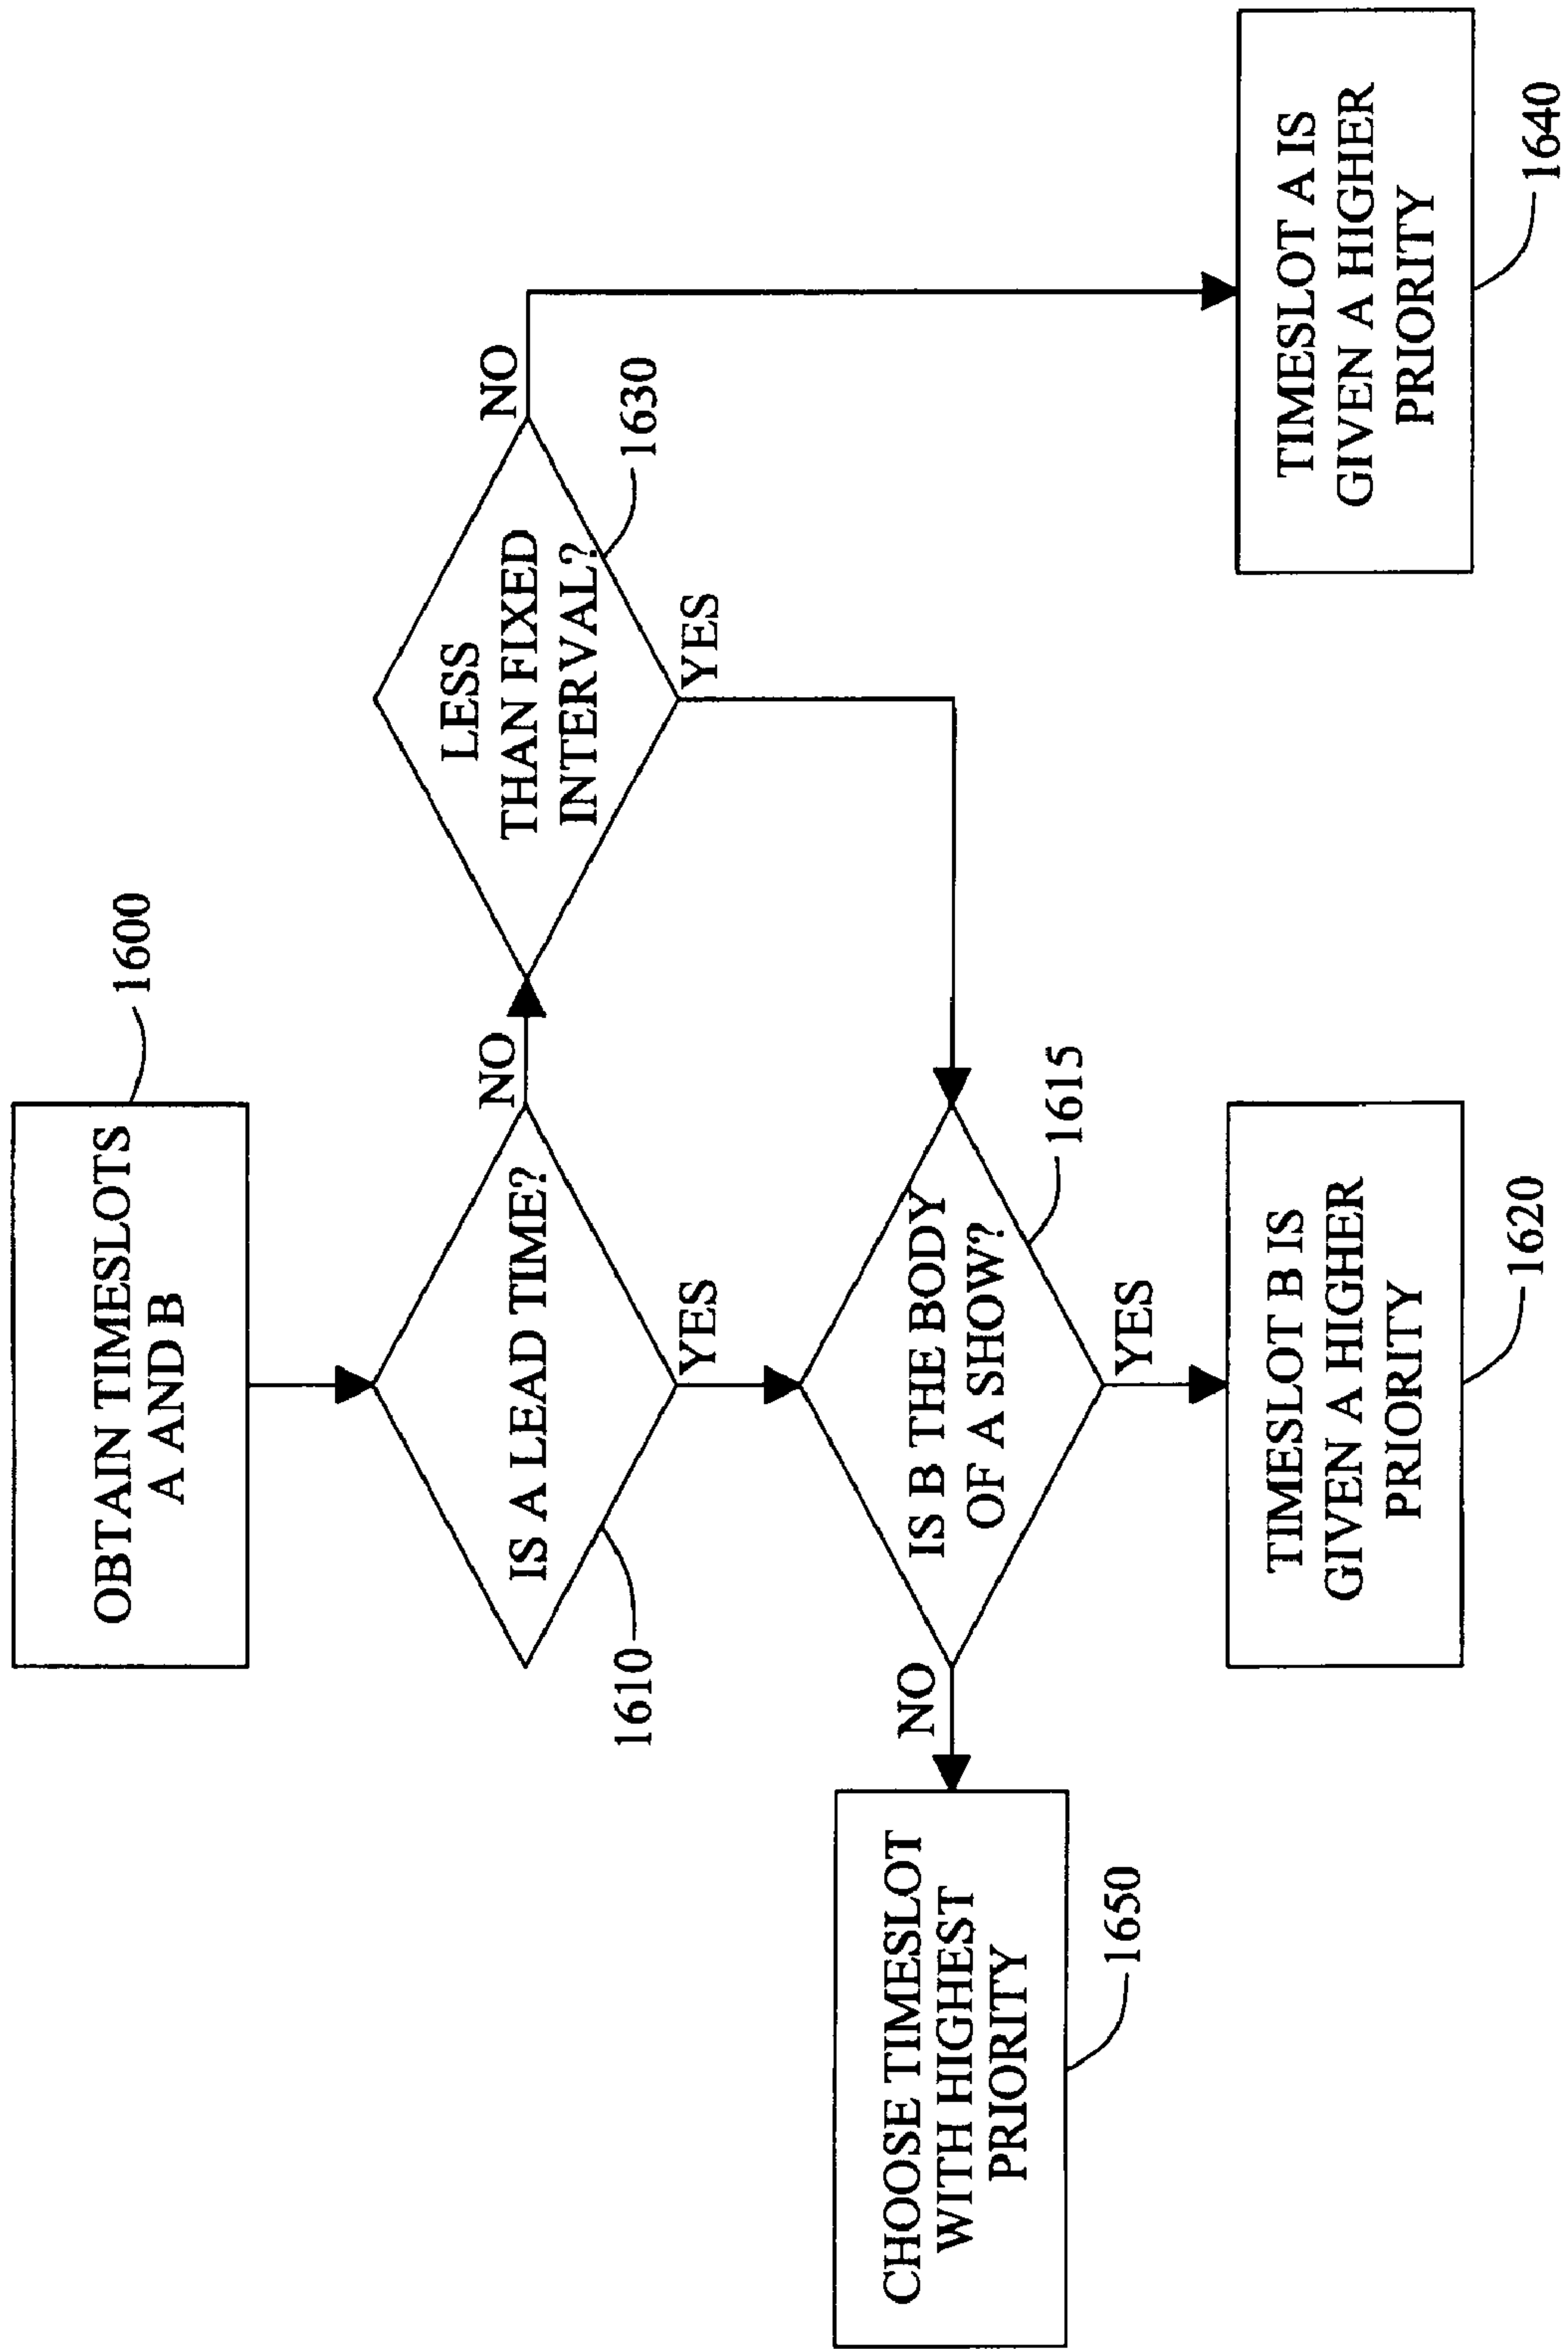 OBTAIN TIMESLOTS
A AND B
1600
IS A LEAD TIME?
1610
NO
YES
LESS
THAN FIXED
INTERVAL?
1630
NO
YES
IS B THE BODY
OF A SHOW?
1615
NO
YES
CHOOSE TIMESLOT
WITH HIGHEST
PRIORITY
1650
TIMESLOT B IS
GIVEN A HIGHER
PRIORITY
1620
TIMESLOT A IS
GIVEN A HIGHER
PRIORITY
1640